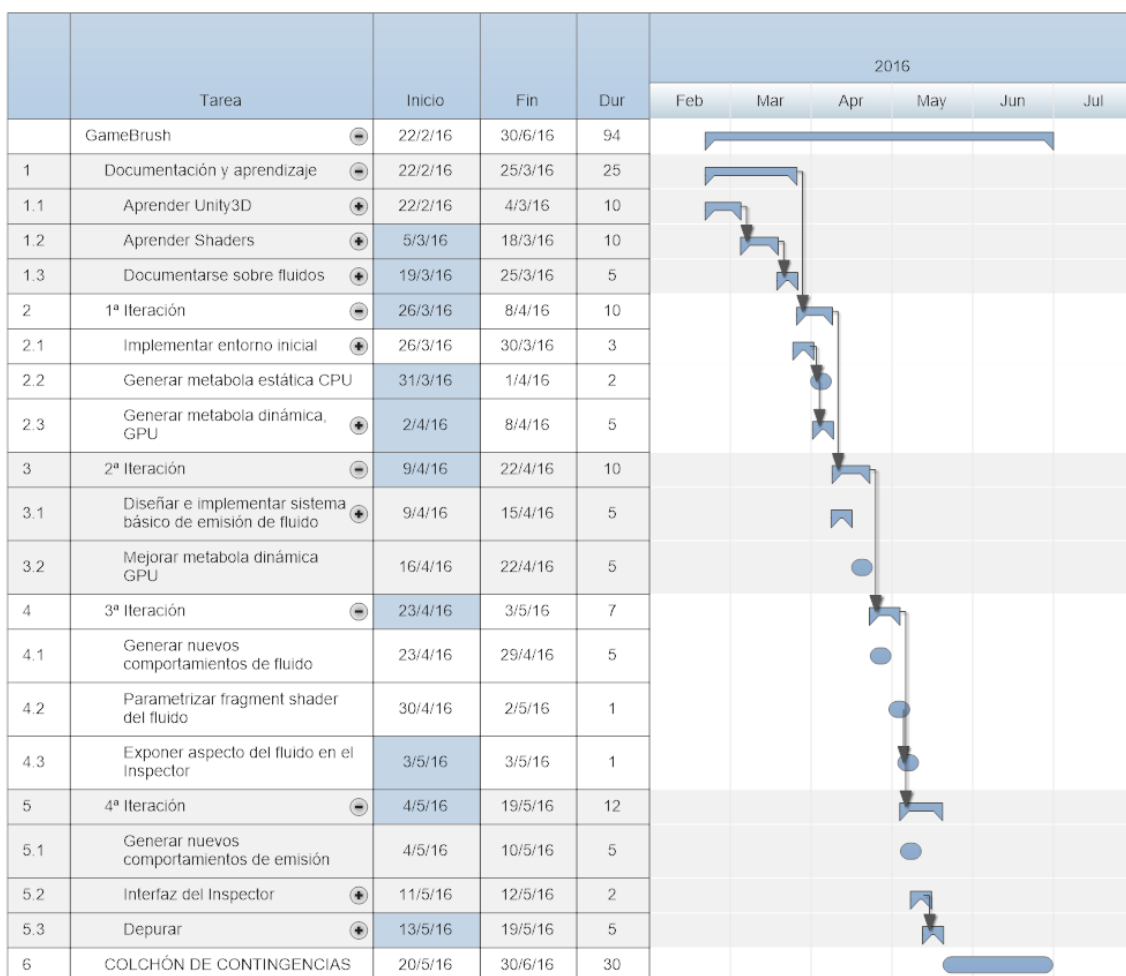 2016
Tarea Inicio Fin Dur Feb Mar Apr May Jun Jul
GameBrush 22/2/16 30/6/16 94
1 Documentación y aprendizaje 22/2/16 25/3/16 25
1.1 Aprender Unity3D 22/2/16 4/3/16 10
1.2 Aprender Shaders 5/3/16 18/3/16 10
1.3 Documentarse sobre fluidos 19/3/16 25/3/16 5
2 1ª Iteración 26/3/16 8/4/16 10
2.1 Implementar entorno inicial 26/3/16 30/3/16 3
2.2 Generar metabola estática CPU 31/3/16 1/4/16 2
2.3 Generar metabola dinámica, 2/4/16 8/4/16 5
GPU
3 2ª Iteración 9/4/16 22/4/16 10
3.1 Diseñar e implementar sistema 9/4/16 15/4/16 5
básico de emisión de fluido
3.2 Mejorar metabola dinámica 16/4/16 22/4/16 5
GPU
4 3ª Iteración 23/4/16 3/5/16 7
4.1 Generar nuevos 23/4/16 29/4/16 5
comportamientos de fluido
4.2 Parametrizar fragment shader 30/4/16 2/5/16 1
del fluido
4.3 Exponer aspecto del fluido en el 3/5/16 3/5/16 1
Inspector
5 4ª Iteración 4/5/16 19/5/16 12
5.1 Generar nuevos 4/5/16 10/5/16 5
comportamientos de emisión
5.2 Interfaz del Inspector 11/5/16 12/5/16 2
5.3 Depurar 13/5/16 19/5/16 5
6 COLCHÓN DE CONTINGENCIAS 20/5/16 30/6/16 30